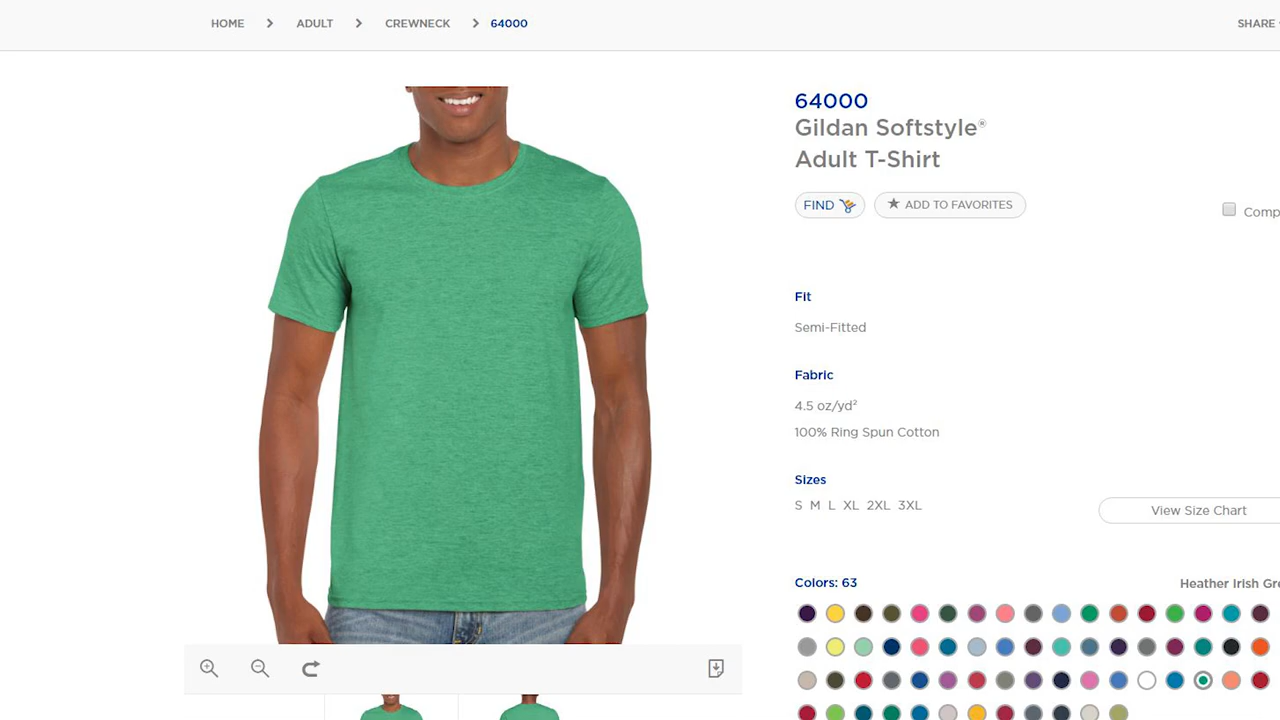 HOME > ADULT > CREWNECK > 64000
SHARE
64000
Gildan Softstyle®
Adult T-Shirt
FIND
ADD TO FAVORITES
Comp
Fit
Semi-Fitted
Fabric
4.5 oz/yd²
100% Ring Spun Cotton
Sizes
S M L XL 2XL 3XL
View Size Chart
Colors: 63
Heather Irish Gre